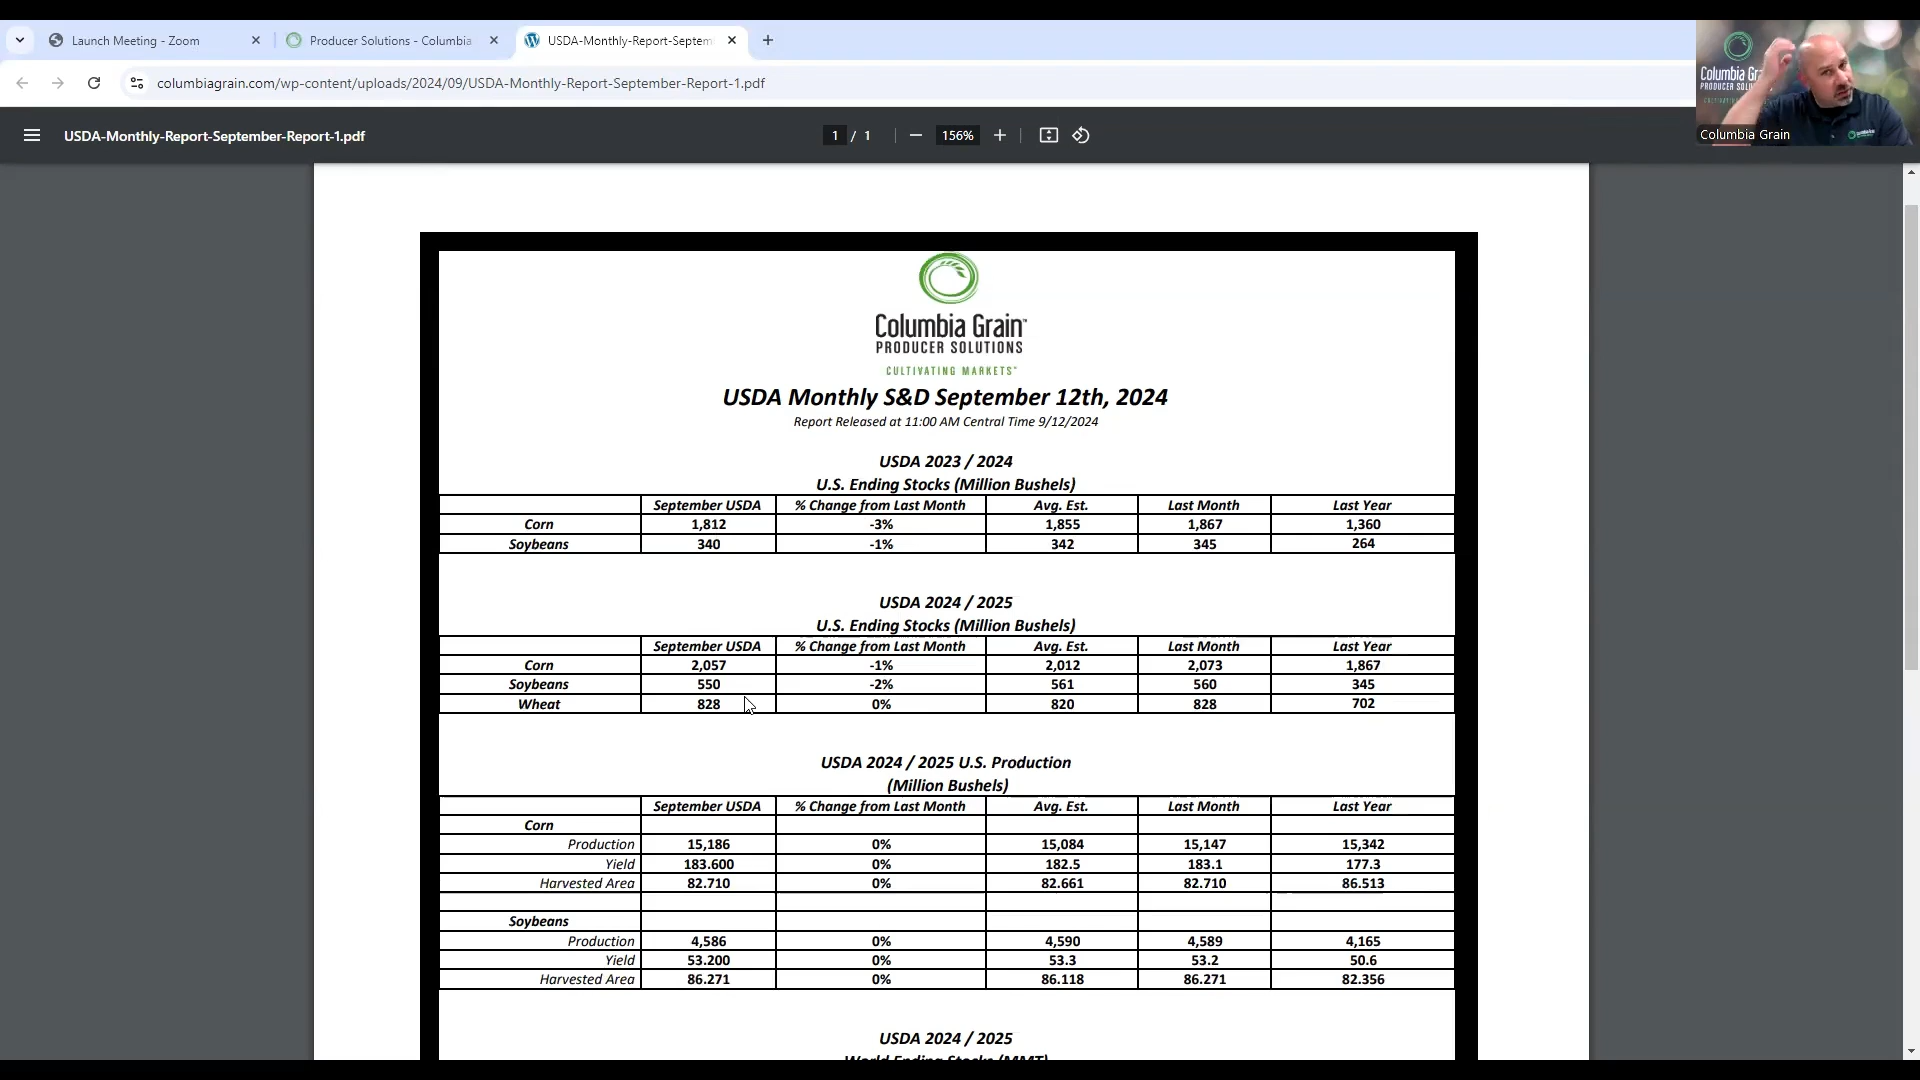 Launch Meeting - Zoom
Producer Solutions - Columbia
USDA-Monthly-Report-Septem
columbiagrain.com/wp-content/uploads/2024/09/USDA-Monthly-Report-September-Report-1.pdf
USDA-Monthly-Report-September-Report-1.pdf
1 / 1
156%
Columbia Gr
PRODUCER SOLU
Columbia Grain
Columbia Grain™
PRODUCER SOLUTIONS
CULTIVATING MARKETS™
USDA Monthly S&D September 12th, 2024
Report Released at 11:00 AM Central Time 9/12/2024
USDA 2023 / 2024
U.S. Ending Stocks (Million Bushels)
September USDA % Change from Last Month Avg. Est. Last Month Last Year
Corn 1,812 -3% 1,855 1,867 1,360
Soybeans 340 -1% 342 345 264
USDA 2024 / 2025
U.S. Ending Stocks (Million Bushels)
September USDA % Change from Last Month Avg. Est. Last Month Last Year
Corn 2,057 -1% 2,012 2,073 1,867
Soybeans 550 -2% 561 560 345
Wheat 828 0% 820 828 702
USDA 2024 / 2025 U.S. Production
(Million Bushels)
September USDA % Change from Last Month Avg. Est. Last Month Last Year
Corn
Production 15,186 0% 15,084 15,147 15,342
Yield 183.600 0% 182.5 183.1 177.3
Harvested Area 82.710 0% 82.661 82.710 86.513
Soybeans
Production 4,586 0% 4,590 4,589 4,165
Yield 53.200 0% 53.3 53.2 50.6
Harvested Area 86.271 0% 86.118 86.271 82.356
USDA 2024 / 2025
World Ending Stocks (MMT)